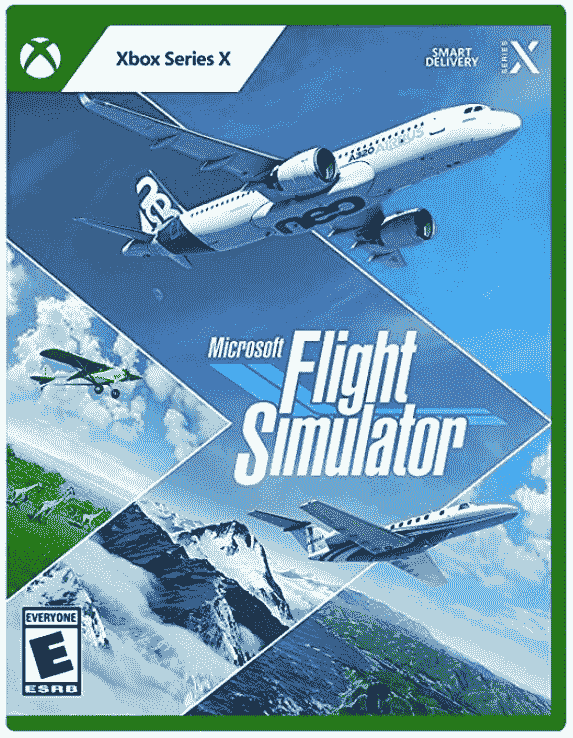 Xbox Series X
SMART
DELIVERY
SERIES
X
A320 AIRBUS
neo
Microsoft
Flight
Simulator
EVERYONE
E
ESRB